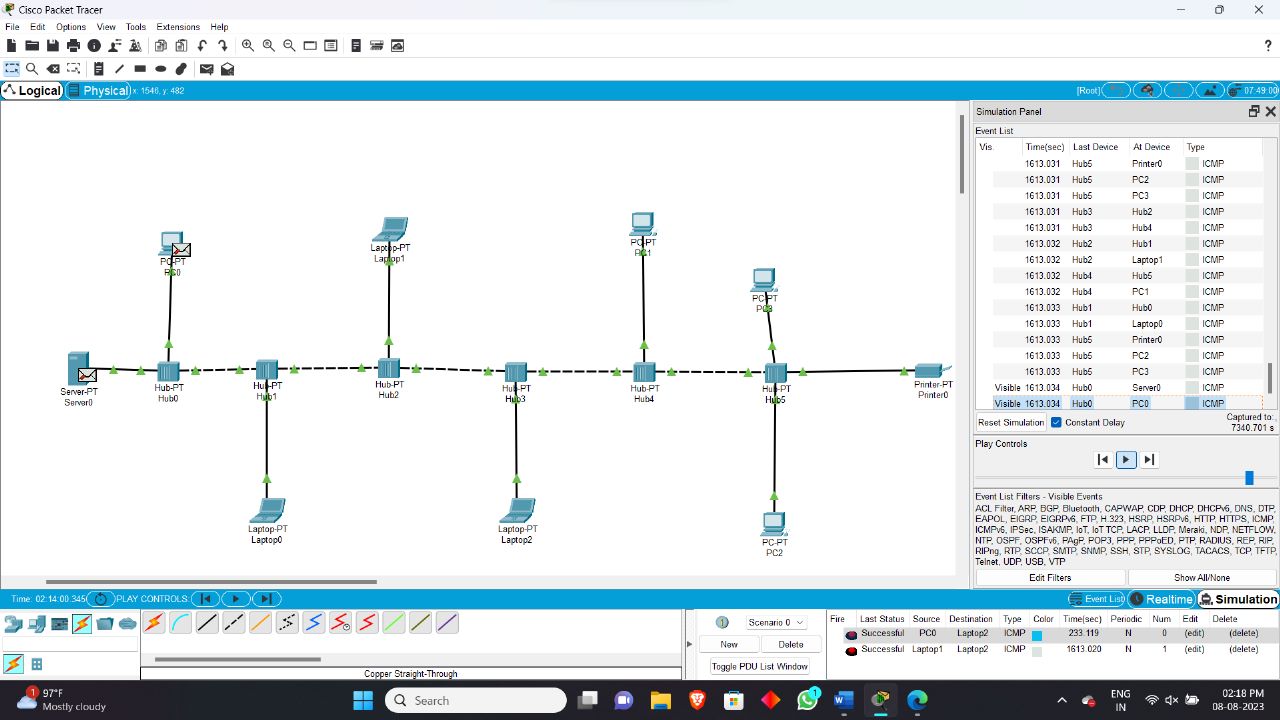 Cisco Packet Tracer
File Edit Options View Tools Extensions Help
Logical Physical x: 1546, y: 482 [Root] 07:49:00
Simulation Panel
Event List
Vis. Time(sec) Last Device At Device Type
1613.031 Hub5 Printer0 ICMP
1613.031 Hub5 PC2 ICMP
1613.031 Hub5 PC3 ICMP
1613.031 Hub3 Hub2 ICMP
1613.031 Hub3 Hub4 ICMP
1613.032 Hub2 Hub1 ICMP
1613.032 Hub2 Laptop1 ICMP
1613.032 Hub4 Hub5 ICMP
1613.032 Hub4 PC1 ICMP
1613.033 Hub1 Hub0 ICMP
1613.033 Hub1 Laptop0 ICMP
1613.033 Hub5 Printer0 ICMP
1613.033 Hub5 PC2 ICMP
1613.033 Hub5 PC3 ICMP
Visible 1613.034 Hub0 Server0 ICMP
Visible 1613.034 Hub0 PC0 ICMP
Reset Simulation Constant Delay Captured to:
7340.701 s
Play Controls
Event List Filters - Visible Events
ACL Filter, ARP, BGP, Bluetooth, CAPWAP, CDP, DHCP, DHCPv6, DNS, DTP,
EAPOL, EIGRP, EIGRPv6, FTP, H.323, HSRP, HSRPv6, HTTP, HTTPS, ICMP,
ICMPv6, IPSec, ISAKMP, IoT, IoT TCP, LACP, LLDP, Meraki, NDP, NETFLOW,
NTP, OSPF, OSPFv6, PAgP, POP3, PPP, PPPoED, PTP, RADIUS, REP, RIP,
RIPng, RTP, SCCP, SMTP, SNMP, SSH, STP, SYSLOG, TACACS, TCP, TFTP,
Telnet, UDP, USB, VTP
Edit Filters Show All/None
PC-PT
PC0
Laptop-PT
Laptop1
PC-PT
PC1
PC-PT
PC3
Server-PT
Server0
Hub-PT
Hub0
Hub-PT
Hub1
Hub-PT
Hub2
Hub-PT
Hub3
Hub-PT
Hub4
Hub-PT
Hub5
Printer-PT
Printer0
Laptop-PT
Laptop0
Laptop-PT
Laptop2
PC-PT
PC2
Time: 02:14:00.345 PLAY CONTROLS: Event List Realtime Simulation
Scenario 0
New Delete
Toggle PDU List Window
Copper Straight-Through
Fire Last Status Source Destination Type Color Time(sec) Periodic Num Edit Delete
Successful PC0 Laptop2 ICMP 233.119 N 0 (edit) (delete)
Successful Laptop1 Laptop2 ICMP 1613.020 N 1 (edit) (delete)
1 97°F
Mostly cloudy
Search
1
ENG
IN
02:18 PM
08-08-2023